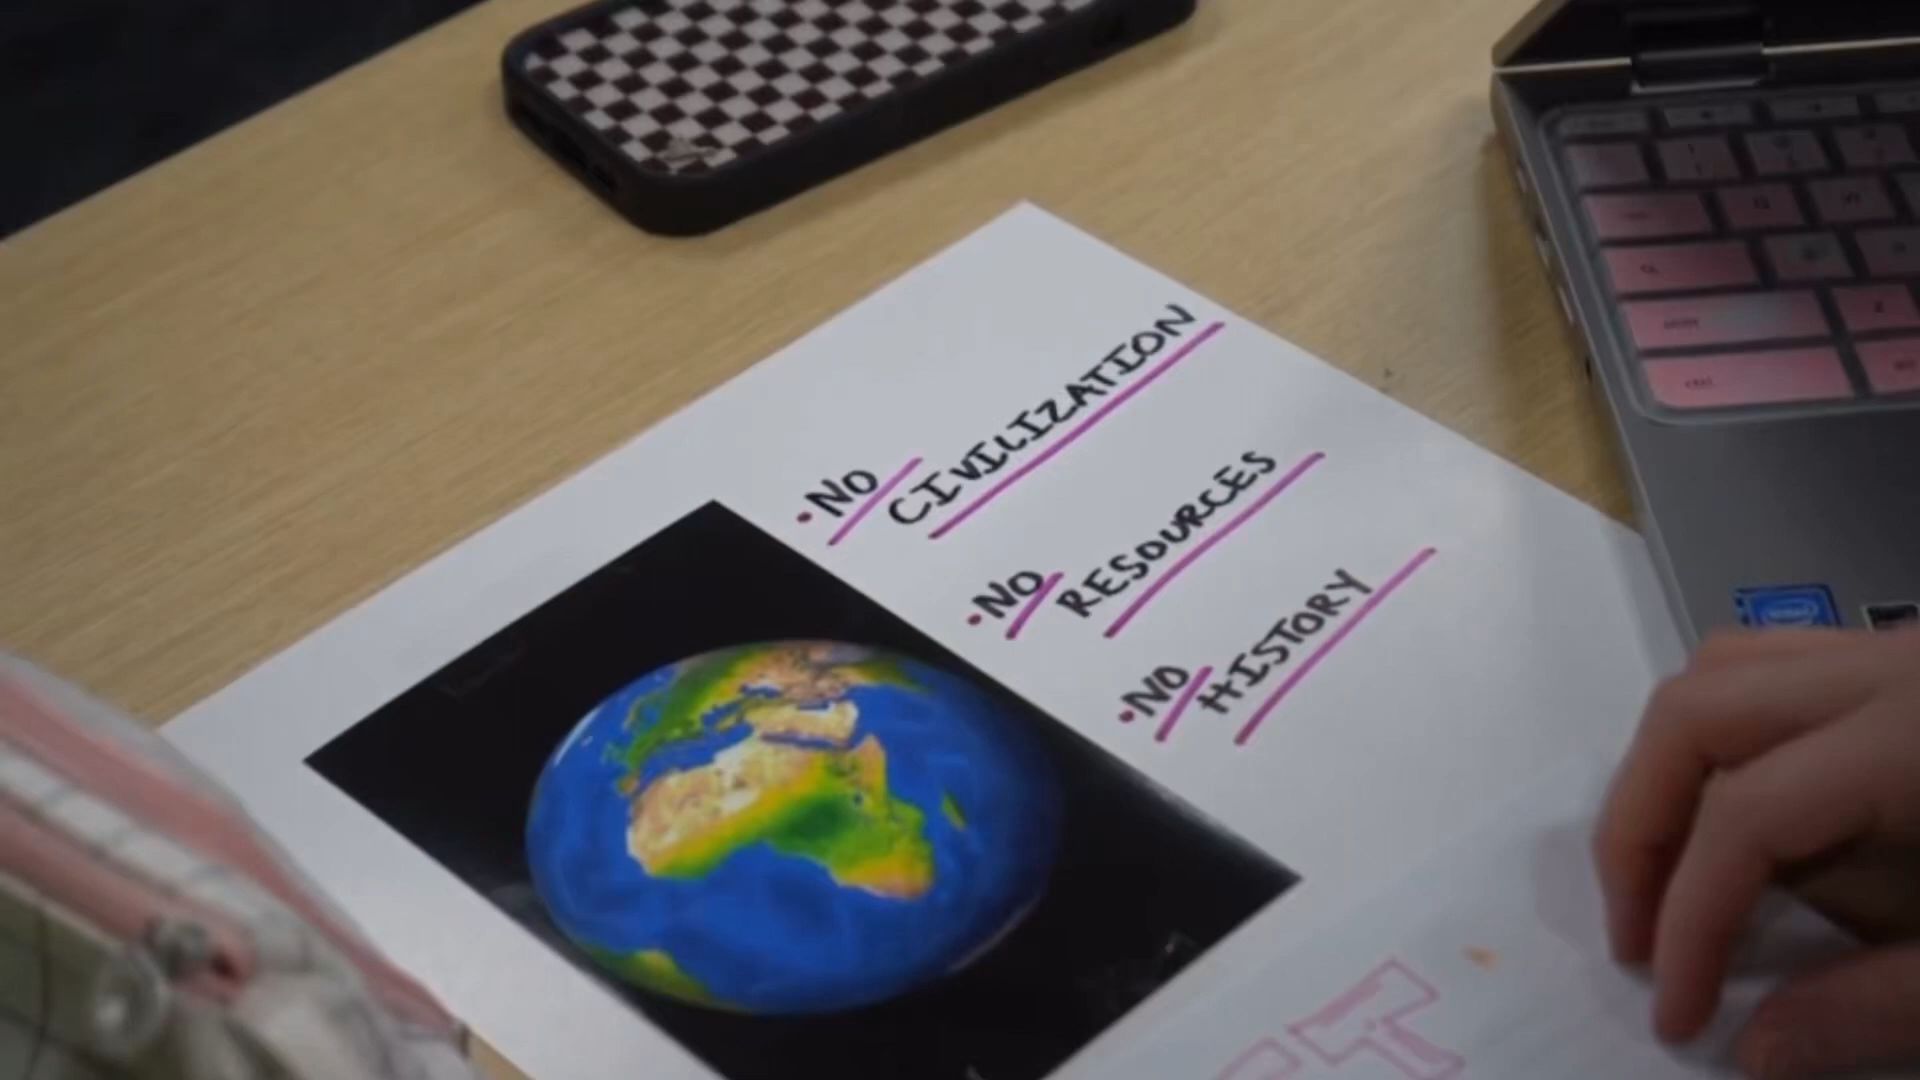 • NO CIVILIZATION
• NO RESOURCES
• NO HISTORY